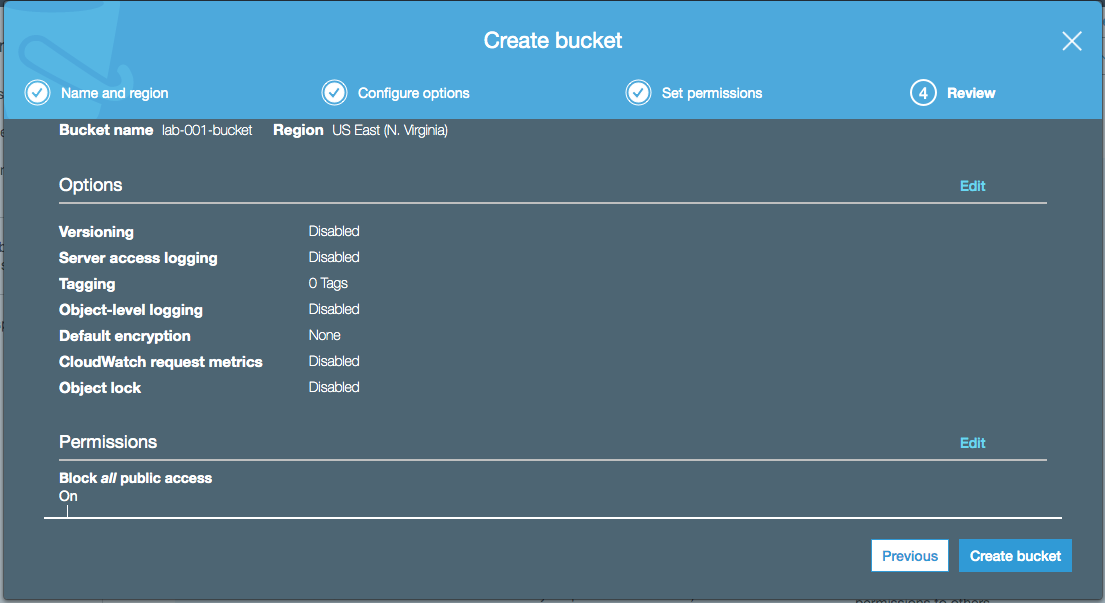 Create bucket
Name and region
Configure options
Set permissions
4 Review
Bucket name lab-001-bucket Region US East (N. Virginia)
Options Edit
Versioning Disabled
Server access logging Disabled
Tagging 0 Tags
Object-level logging Disabled
Default encryption None
CloudWatch request metrics Disabled
Object lock Disabled
Permissions Edit
Block all public access
On
Previous Create bucket